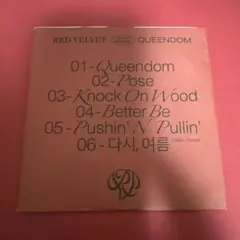 RED VELVET QUEENDOM
01-Queendom
02-Pose
03-Knock On Wood
04-Better Be
05-Pushin' N Pullin'
06-다시, 여름